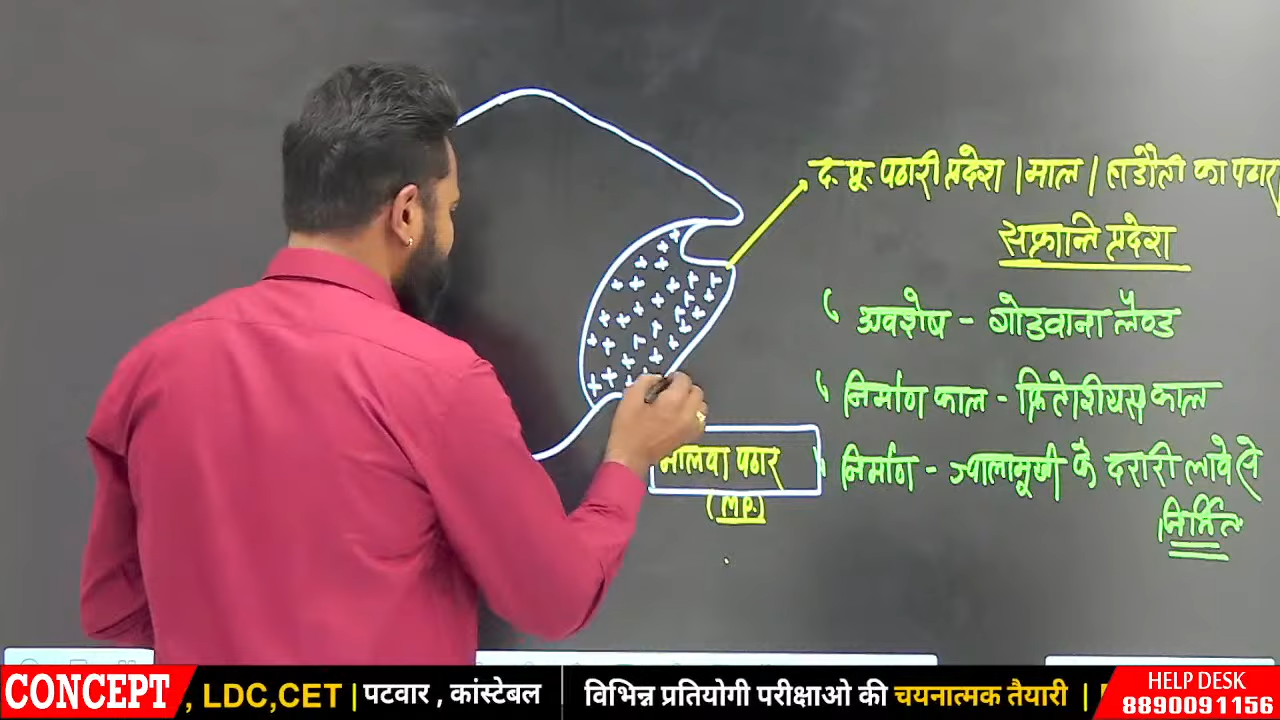 द. पू. पठारी प्रदेश | माल | हाडौती का पठार
सक्रान्ति प्रदेश
अवशेष - गोडवाना लैण्ड
निर्माण काल - क्रिटेशीयस काल
मालवा पठार
(M.P.)
निर्माण - ज्वालामुखी के दरारी लावे से
निर्मित
CONCEPT , LDC,CET | पटवार , कांस्टेबल
विभिन्न प्रतियोगी परीक्षाओ की चयनात्मक तैयारी |
HELP DESK
8890091156